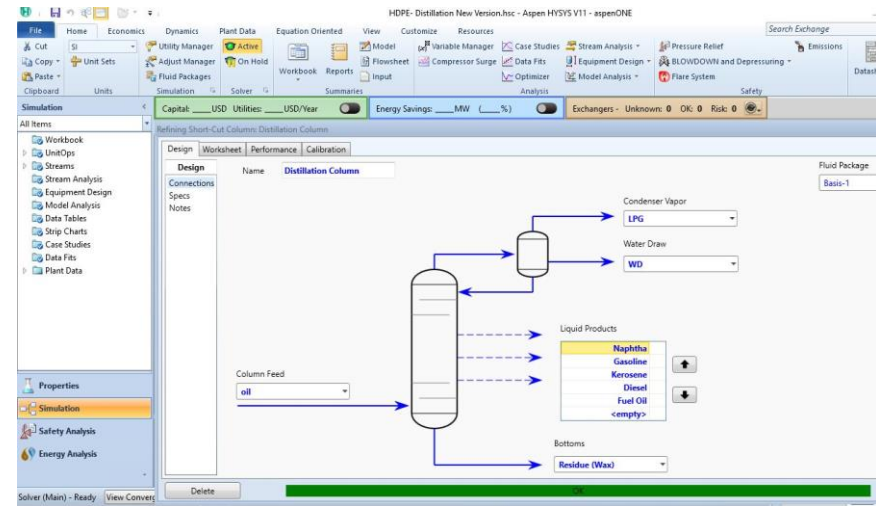 HDPE- Distillation New Version.hsc - Aspen HYSYS V11 - aspenONE
File Home Economics Dynamics Plant Data Equation Oriented View Customize Resources Search Exchange
Cut SI Utility Manager Active Model Variable Manager Case Studies Stream Analysis Pressure Relief Emissions
Copy Unit Sets Adjust Manager On Hold Flowsheet Compressor Surge Data Fits Equipment Design BLOWDOWN and Depressuring
Paste Fluid Packages Workbook Reports Input Optimizer Model Analysis Flare System
Clipboard Units Simulation Solver Summaries Analysis Safety
Simulation Capital: ____ USD Utilities: ____ USD/Year Energy Savings: ____ MW ( ____ %) Exchangers - Unknown: 0 OK: 0 Risk: 0
All Items Refining Short-Cut Column: Distillation Column
Workbook
UnitOps
Streams
Stream Analysis
Equipment Design
Model Analysis
Data Tables
Strip Charts
Case Studies
Data Fits
Plant Data
Properties
Simulation
Safety Analysis
Energy Analysis
Solver (Main) - Ready View Converg
Design Worksheet Performance Calibration
Design
Connections
Specs
Notes
Name Distillation Column
Fluid Package
Basis-1
Condenser Vapor
LPG
Water Draw
WD
Liquid Products
Naphtha
Gasoline
Kerosene
Diesel
Fuel Oil
<empty>
Column Feed
oil
Bottoms
Residue (Wax)
Delete
OK